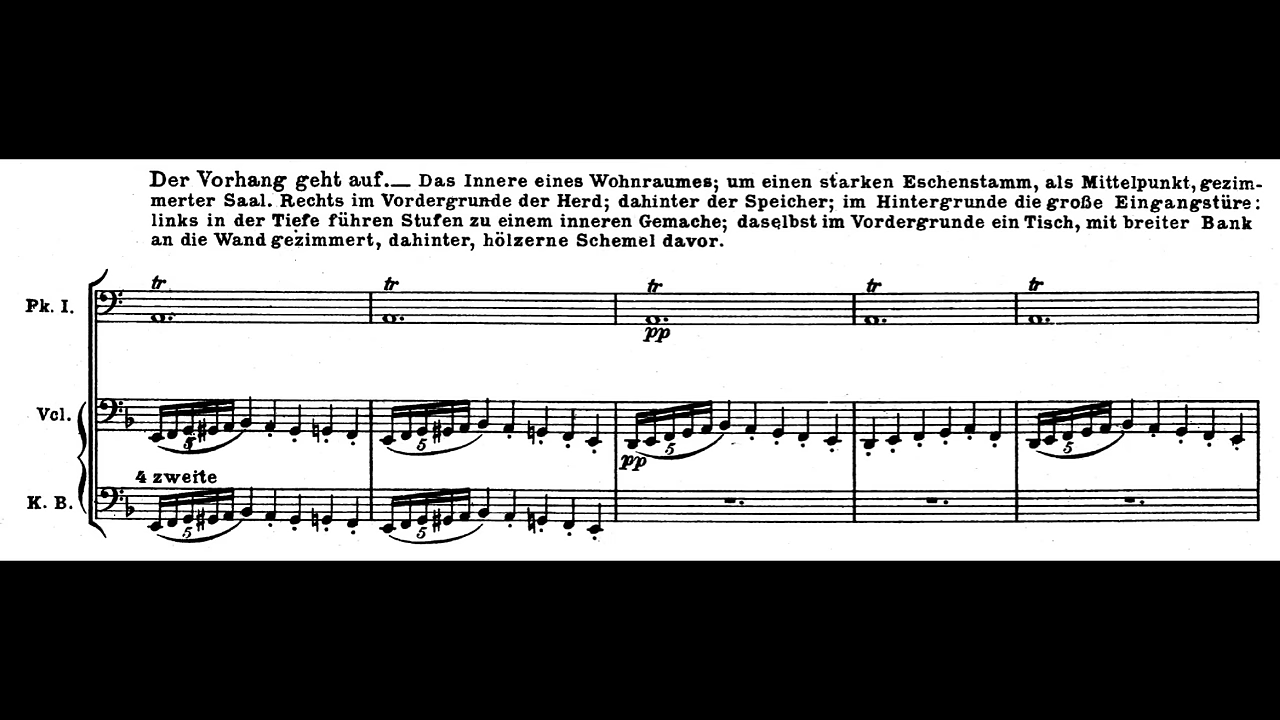 Der Vorhang geht auf.— Das Innere eines Wohnraumes; um einen starken Eschenstamm, als Mittelpunkt, gezim-
merter Saal. Rechts im Vordergrunde der Herd; dahinter der Speicher; im Hintergrunde die große Eingangstüre:
links in der Tiefe führen Stufen zu einem inneren Gemache; daselbst im Vordergrunde ein Tisch, mit breiter Bank
an die Wand gezimmert, dahinter, hölzerne Schemel davor.
tr tr tr tr tr
Pk. I.
pp
Vcl.
5 5 5 5
pp
4 zweite
K. B.
5 5